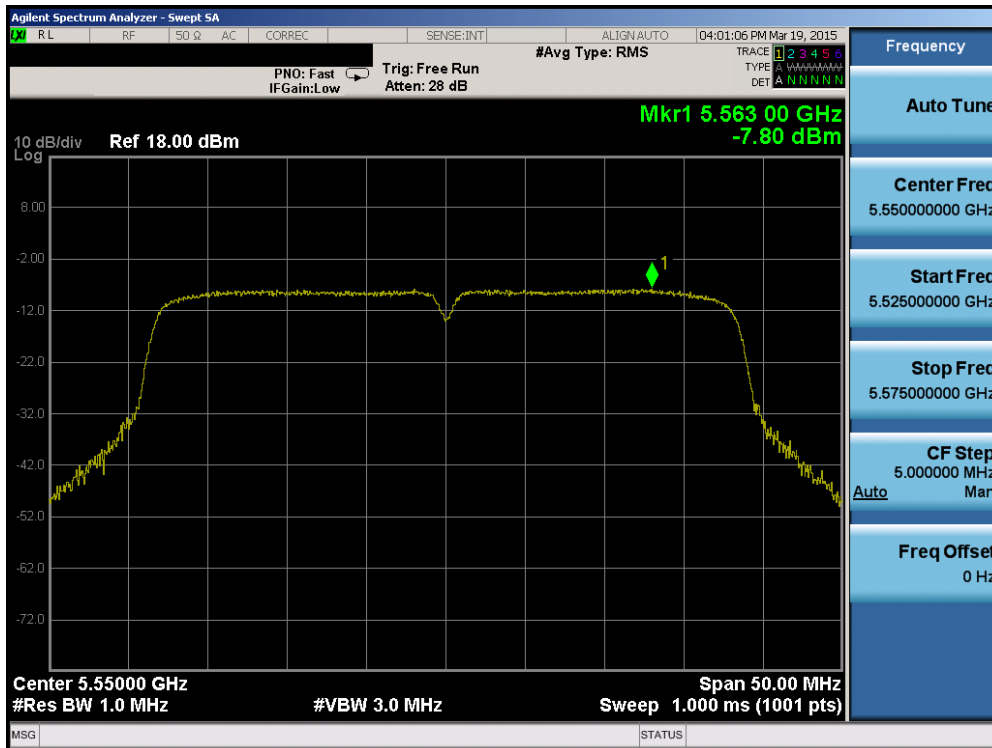 Agilent Spectrum Analyzer - Swept SA
LXI RL RF 50 Ω AC CORREC SENSE:INT ALIGN AUTO 04:01:06 PM Mar 19, 2015
#Avg Type: RMS
TRACE 1 2 3 4 5 6
PNO: Fast Trig: Free Run TYPE A WWWWW
IFGain:Low Atten: 28 dB DET A N N N N N
Mkr1 5.563 00 GHz
10 dB/div Ref 18.00 dBm -7.80 dBm
Log
8.00
-2.00
1
-12.0
-22.0
-32.0
-42.0
-52.0
-62.0
-72.0
Center 5.55000 GHz Span 50.00 MHz
#Res BW 1.0 MHz #VBW 3.0 MHz Sweep 1.000 ms (1001 pts)
MSG STATUS
Frequency
Auto Tune
Center Freq
5.550000000 GHz
Start Freq
5.525000000 GHz
Stop Freq
5.575000000 GHz
CF Step
5.000000 MHz
Auto Man
Freq Offset
0 Hz